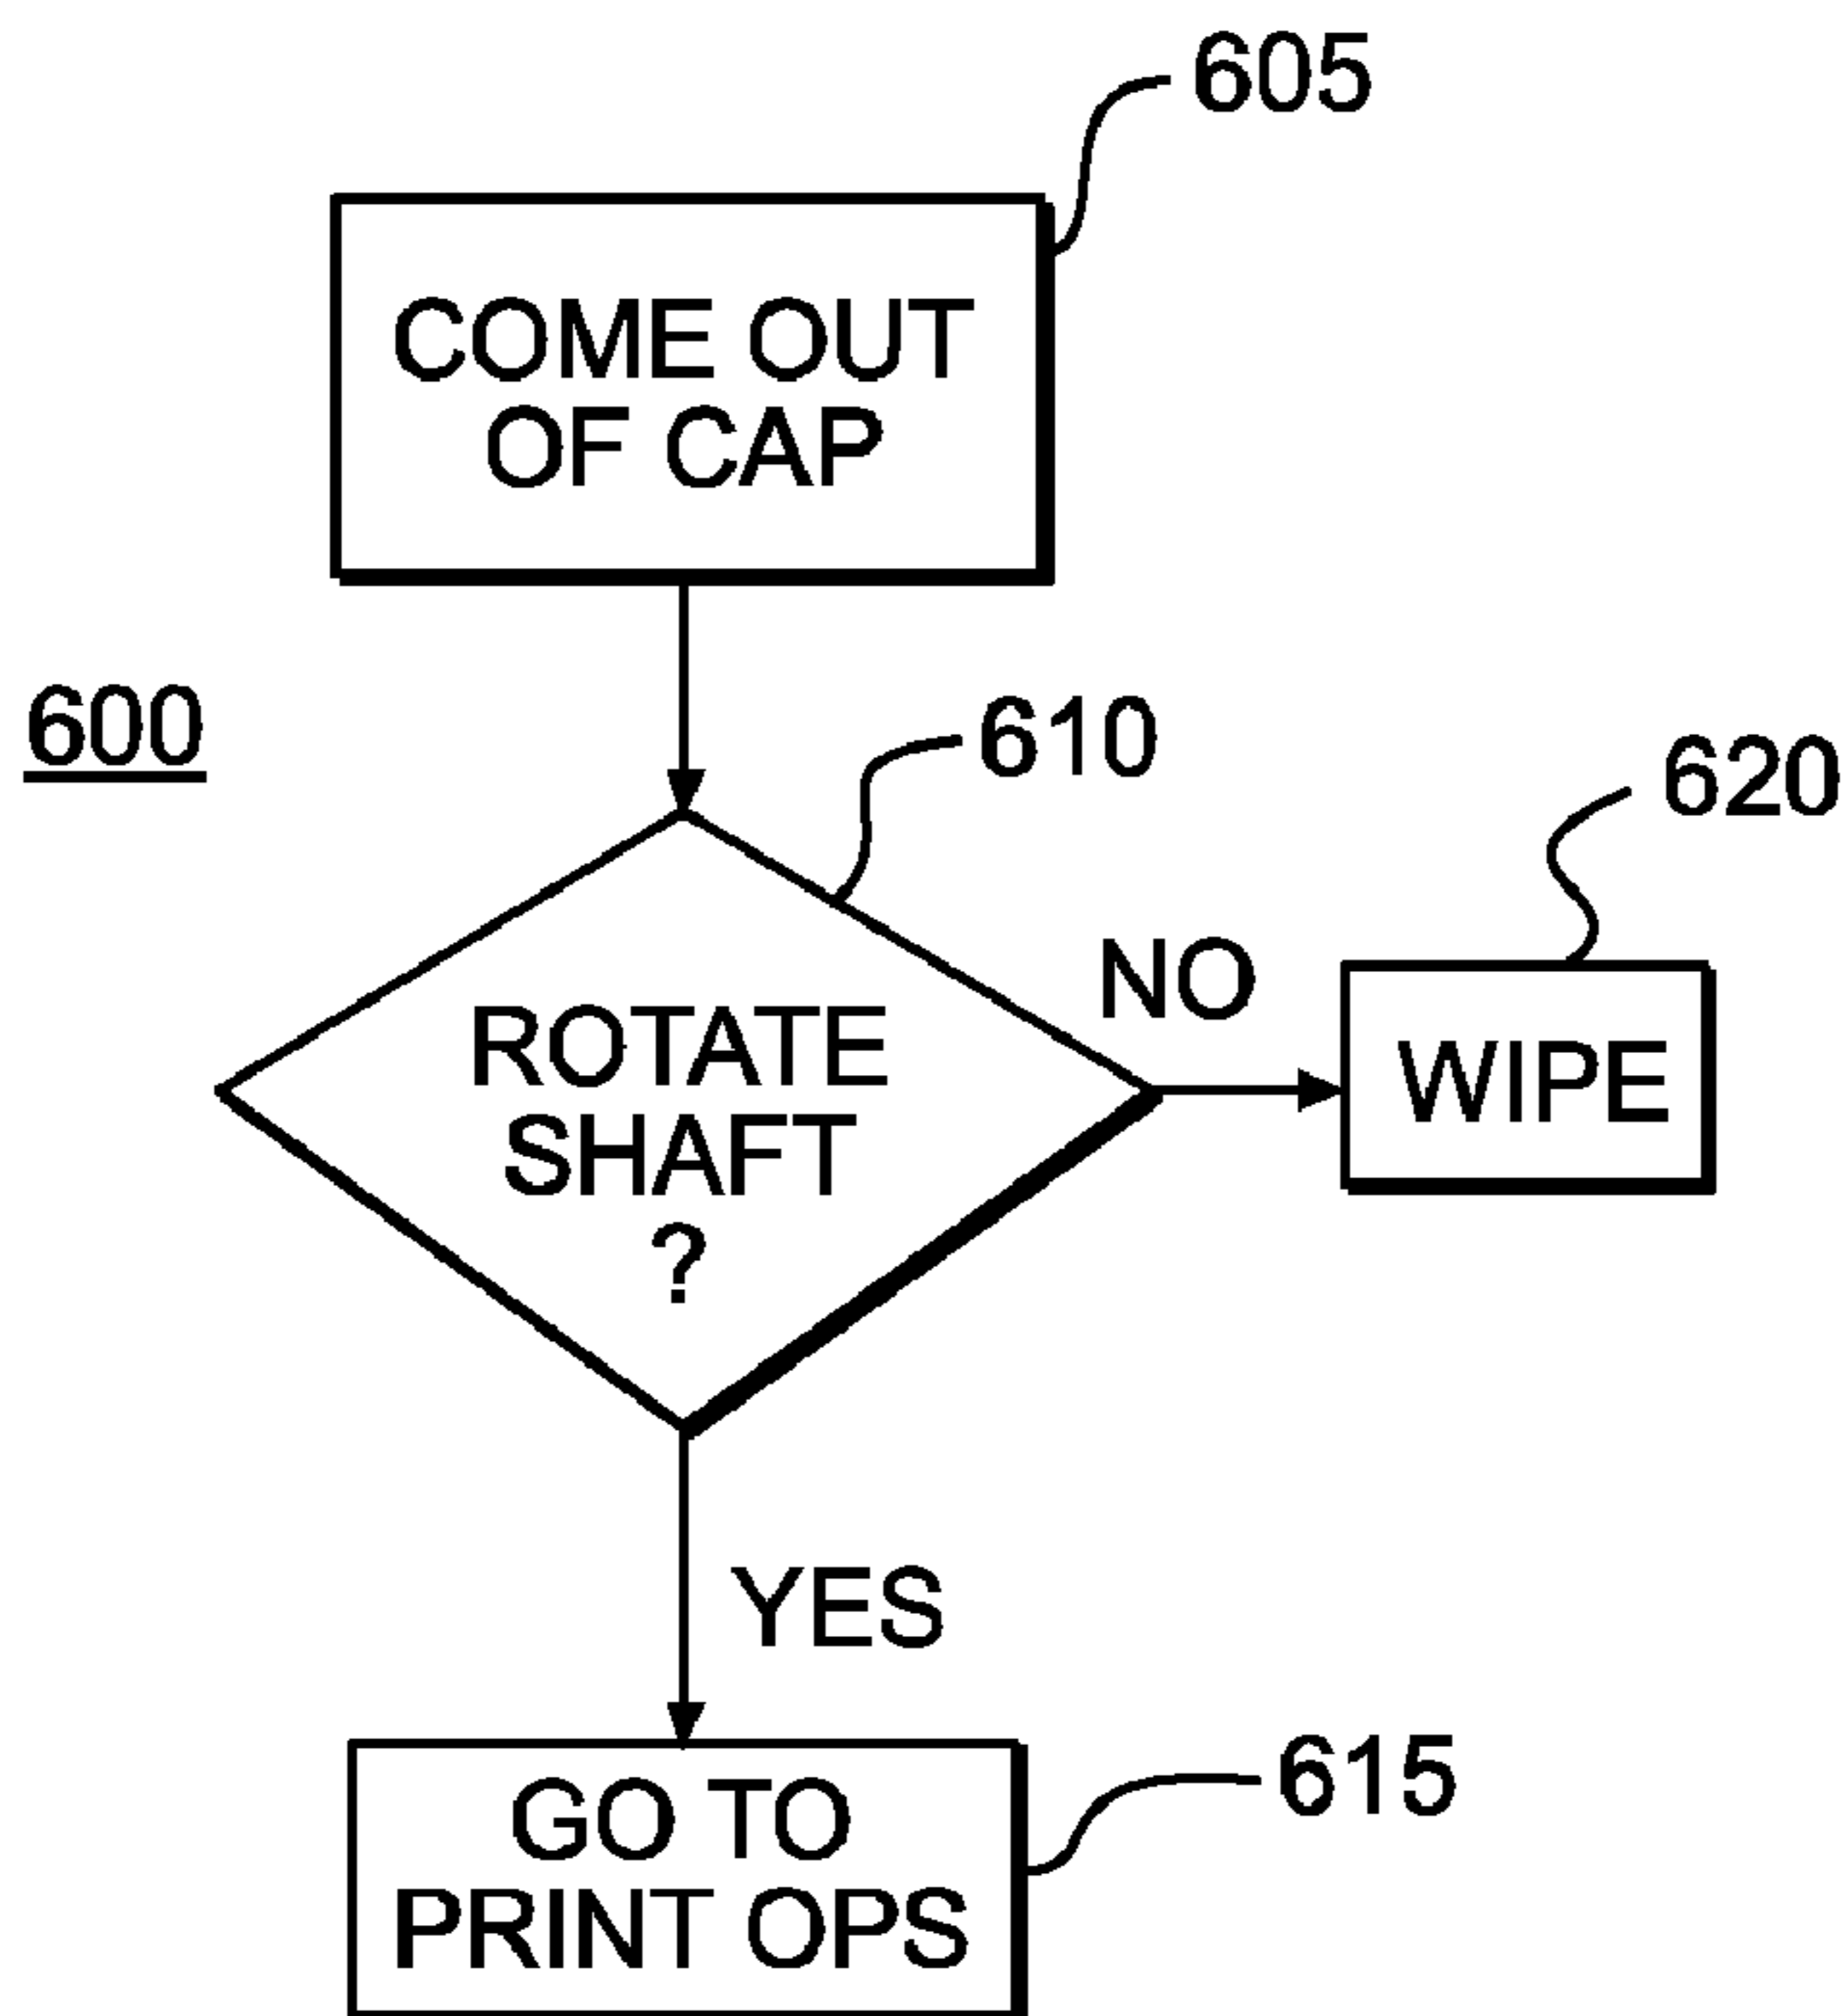 605
COME OUT
OF CAP
600
610
620
NO
ROTATE
SHAFT
?
WIPE
YES
615
GO TO
PRINT OPS